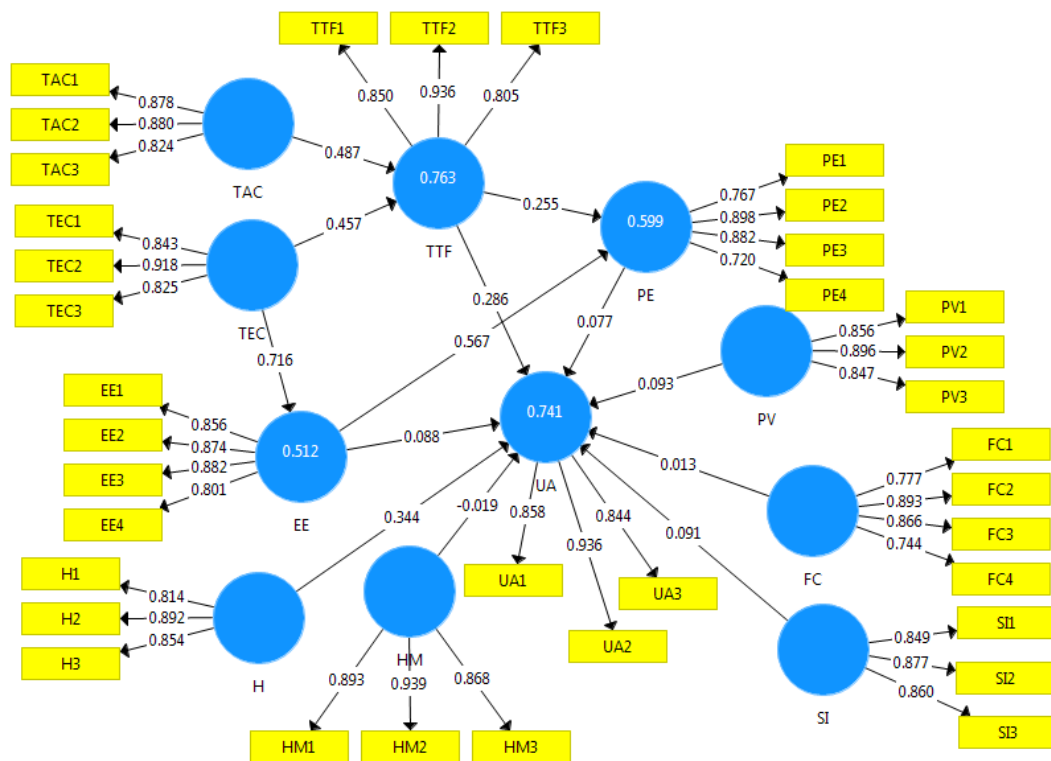 TTF1 TTF2 TTF3
0.850 0.936 0.805
TAC1
TAC2
TAC3
0.878
0.880
0.824
TAC
0.487
0.763
TTF
TEC1
TEC2
TEC3
0.843
0.918
0.825
TEC
0.457
0.255
0.599
PE
PE1
PE2
PE3
PE4
0.767
0.898
0.882
0.720
0.286
0.077
0.716
0.567
PV1
PV2
PV3
0.856
0.896
0.847
PV
0.093
0.741
UA
EE1
EE2
EE3
EE4
0.856
0.874
0.882
0.801
0.512
EE
0.088
0.013
FC1
FC2
FC3
FC4
0.777
0.893
0.866
0.744
FC
0.344
-0.019
0.858
0.844
0.936
0.091
UA1
UA3
UA2
H1
H2
H3
0.814
0.892
0.854
H
HM
0.893 0.939 0.868
HM1 HM2 HM3
SI1
SI2
SI3
0.849
0.877
0.860
SI